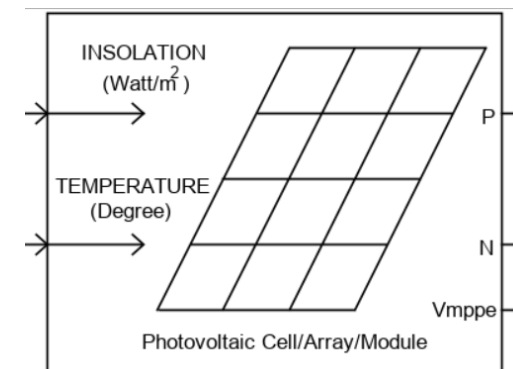 INSOLATION
(Watt/m²)
P
TEMPERATURE
(Degree)
N
Vmppe
Photovoltaic Cell/Array/Module